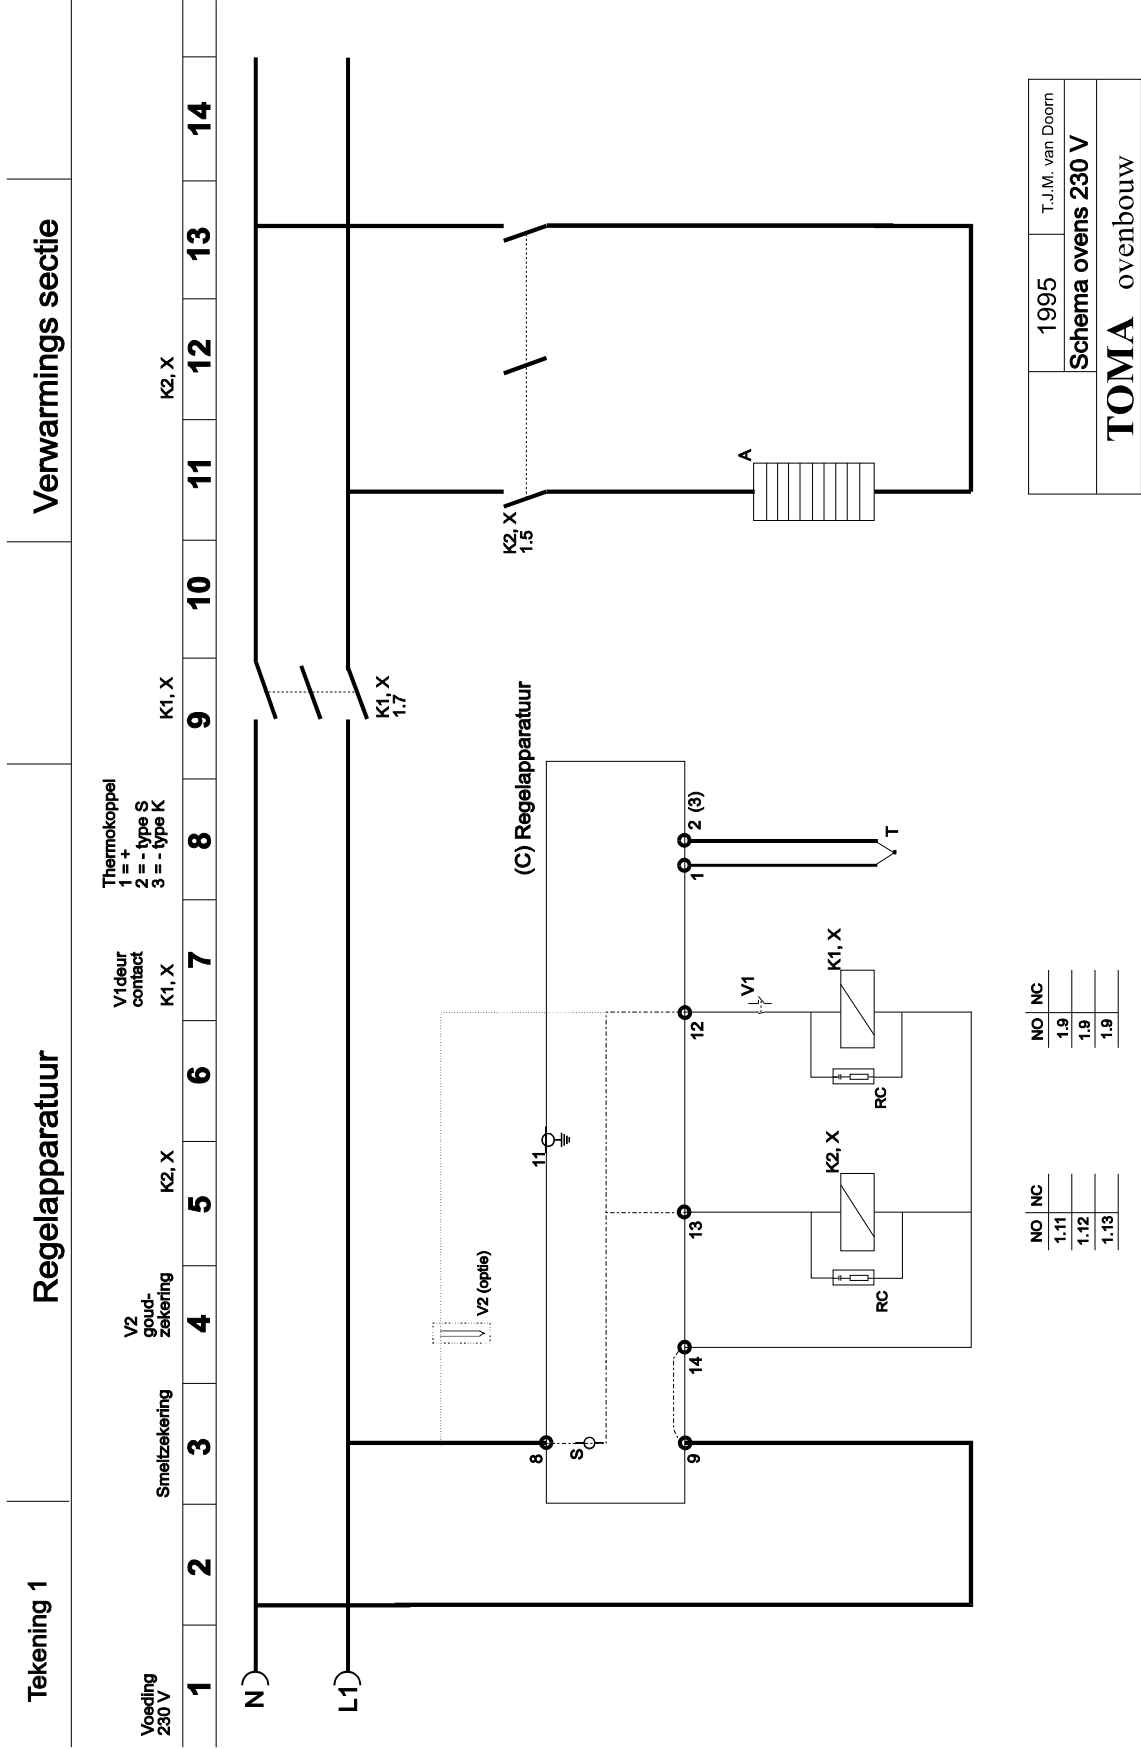 Tekening 1
Regelapparatuur
Verwarmings sectie
Voeding
230 V
Smeltzekering
V2
goud-
zekering
K2, X
V1deur
contact
K1, X
Thermokoppel
1 = +
2 = - type S
3 = - type K
K1, X
K2, X
1 2 3 4 5 6 7 8 9 10 11 12 13 14
N
L1
K1, X
1.7
K2, X
1.5
V2 (optie)
(C) Regelapparatuur
8
S
11
9
14
13
12
1
2 (3)
A
V1
T
RC
K2, X
RC
K1, X
NO NC
1.11
1.12
1.13
NO NC
1.9
1.9
1.9
1995
T.J.M. van Doorn
Schema ovens 230 V
TOMA ovenbouw